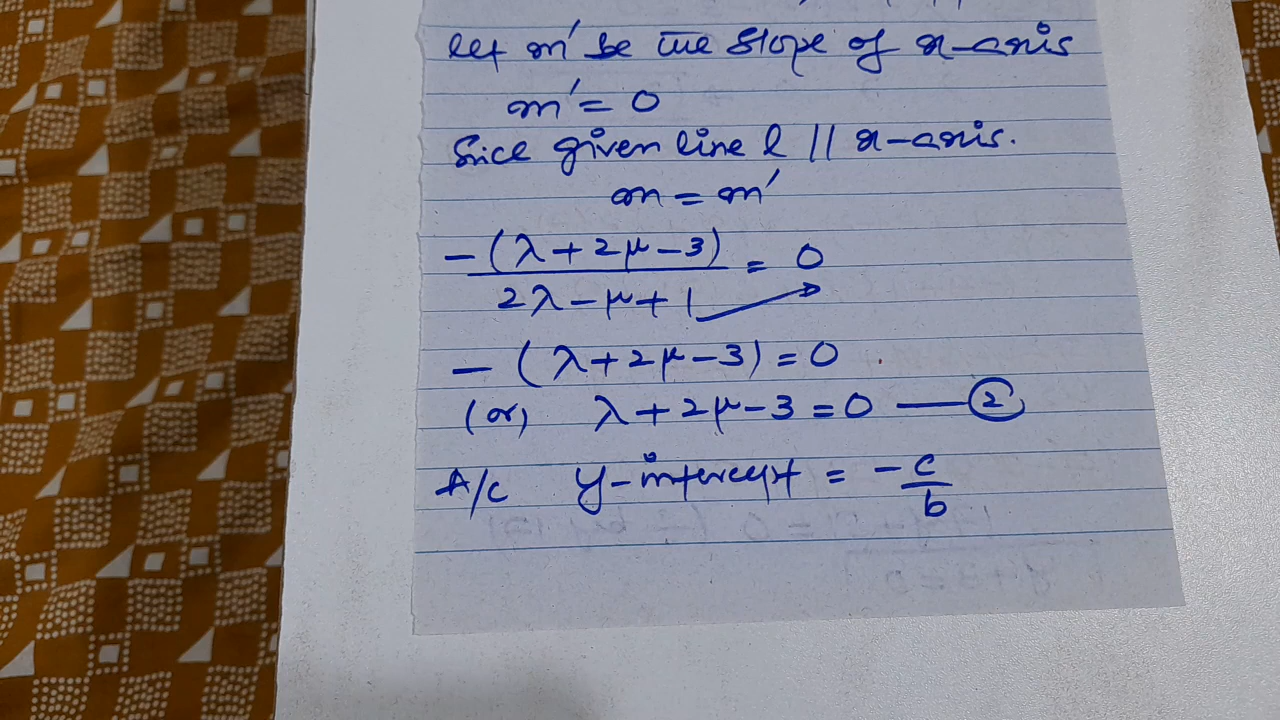 let m' be the slope of x-axis
m' = 0
Since given line l || x-axis.
m = m'
-(λ+2μ-3)
———— = 0
2λ-μ+1
-(λ+2μ-3) = 0
(or) λ+2μ-3=0 —②
A/c y-intercept = -c/b